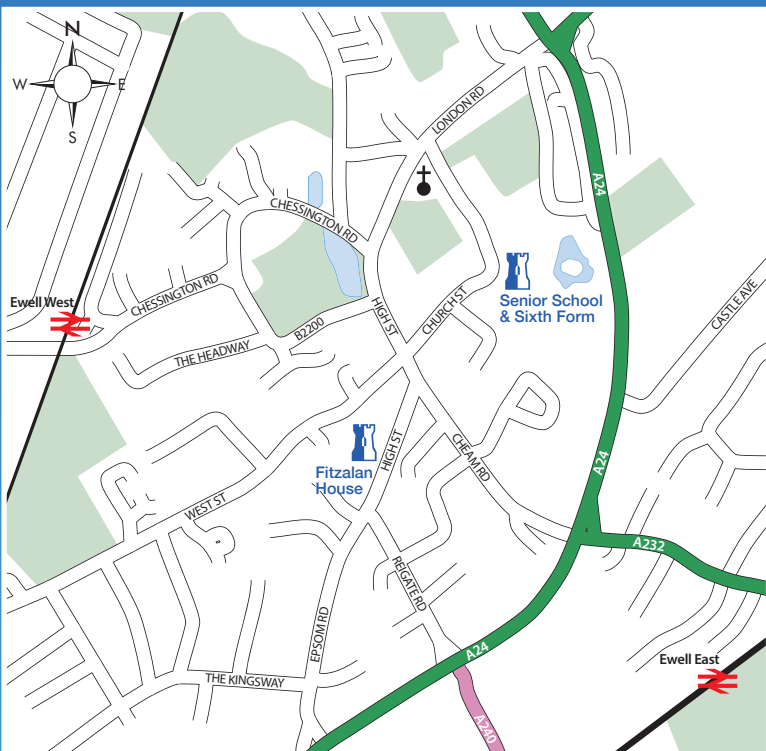 N
W
E
S
LONDON RD
A24
CHESSINGTON RD
Ewell West
CHESSINGTON RD
HIGH ST
CHURCH ST
Senior School
& Sixth Form
CASTLE AVE
B2200
THE HEADWAY
Fitzalan
House
HIGH ST
CHEAM RD
A24
WEST ST
A232
REIGATE RD
EPSOM RD
A24
Ewell East
THE KINGSWAY
A240